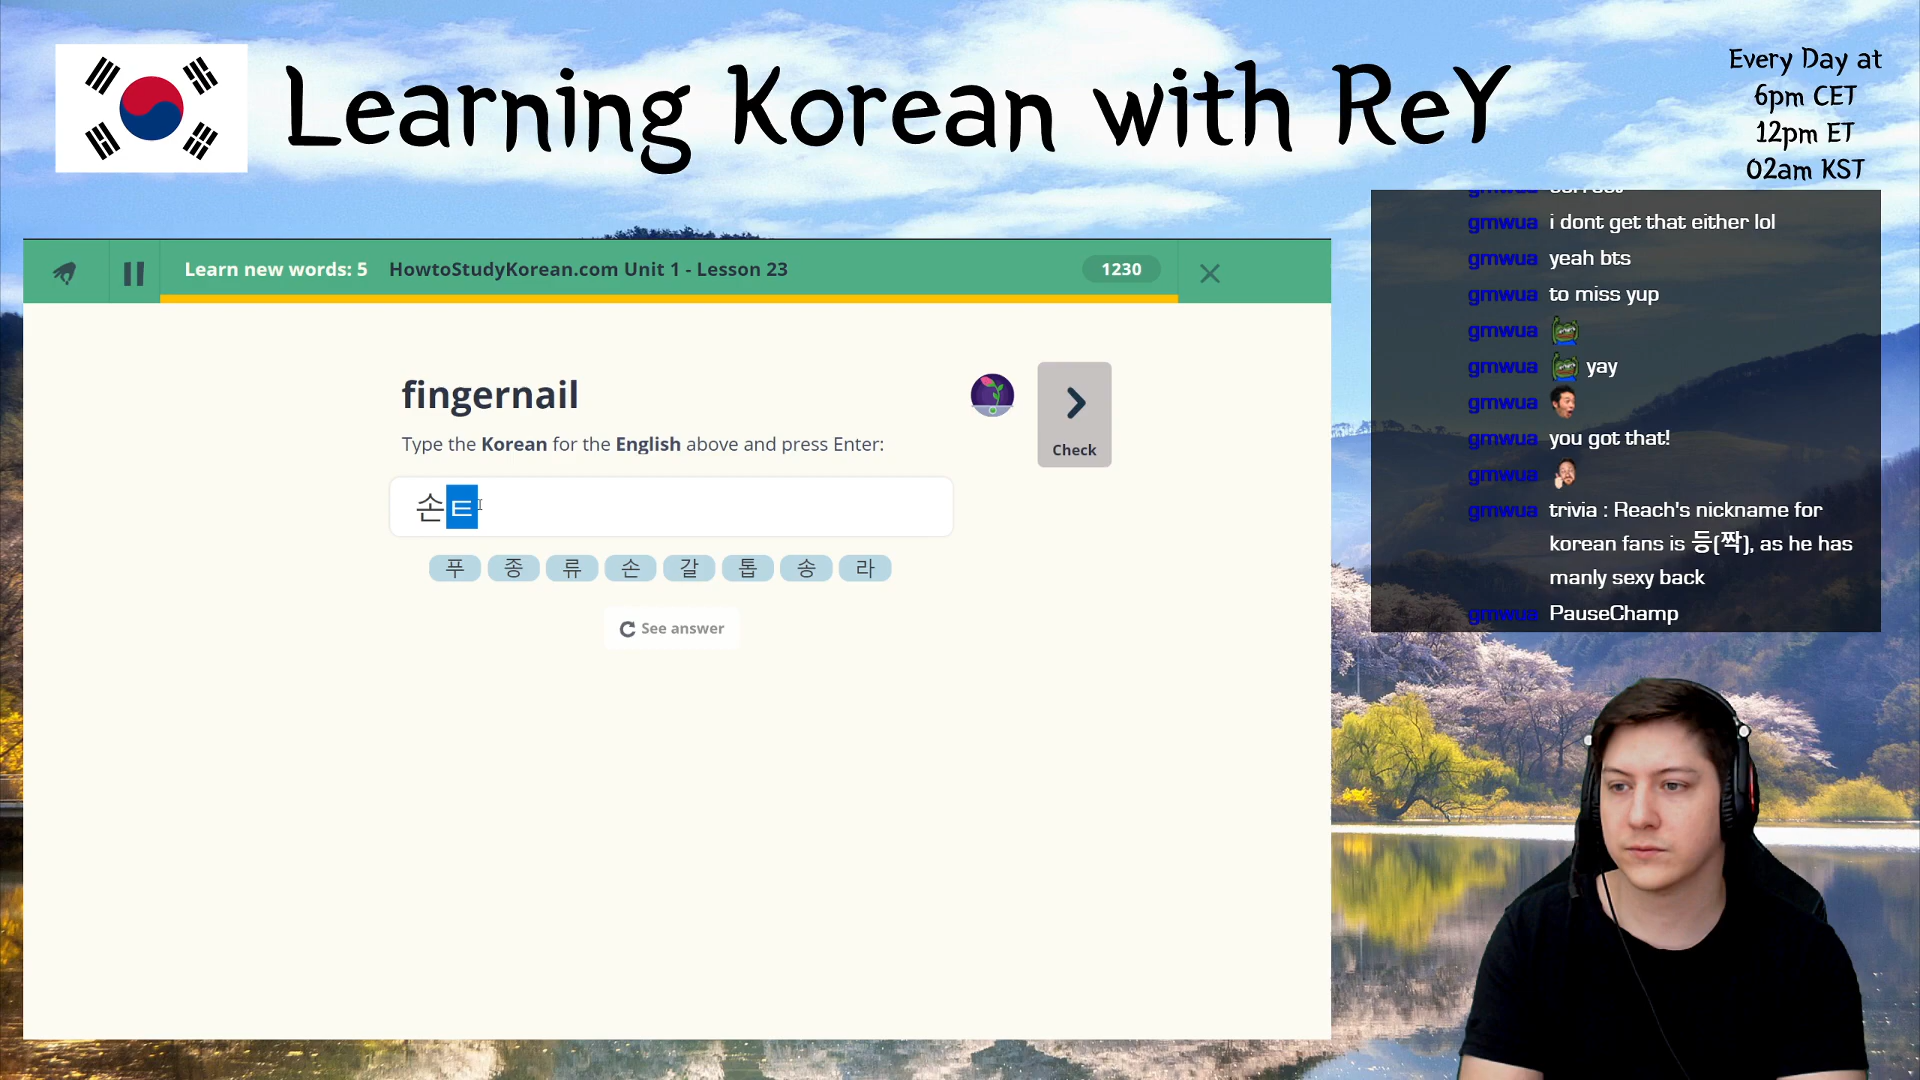 Learning Korean with ReY
Every Day at
6pm CET
12pm ET
02am KST
gmwua
gmwua i dont get that either lol
gmwua yeah bts
gmwua to miss yup
gmwua
gmwua yay
gmwua
gmwua you got that!
gmwua
gmwua trivia : Reach's nickname for
korean fans is 등(짝), as he has
manly sexy back
gmwua PauseChamp
Learn new words: 5 HowtoStudyKorean.com Unit 1 - Lesson 23 1230
fingernail
Type the Korean for the English above and press Enter:
Check
손ㅌ
푸 종 류 손 갈 톱 송 라
See answer